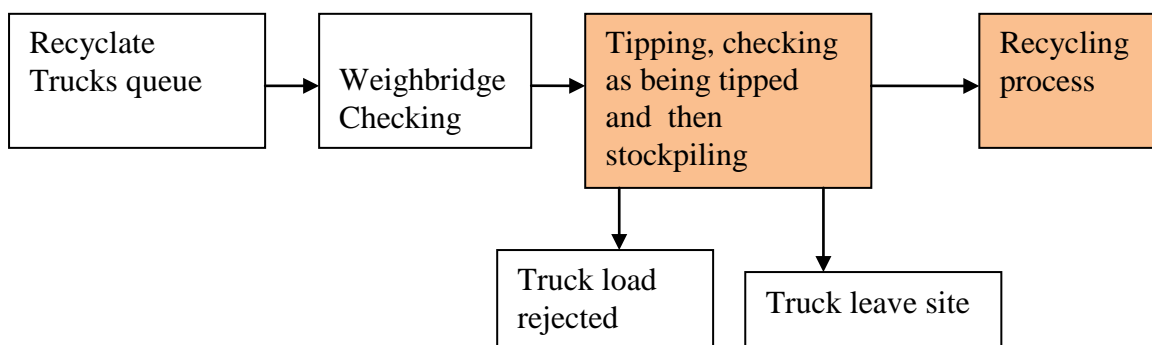 Recyclate
Trucks queue
Weighbridge
Checking
Tipping, checking
as being tipped
and then
stockpiling
Recycling
process
Truck load
rejected
Truck leave site